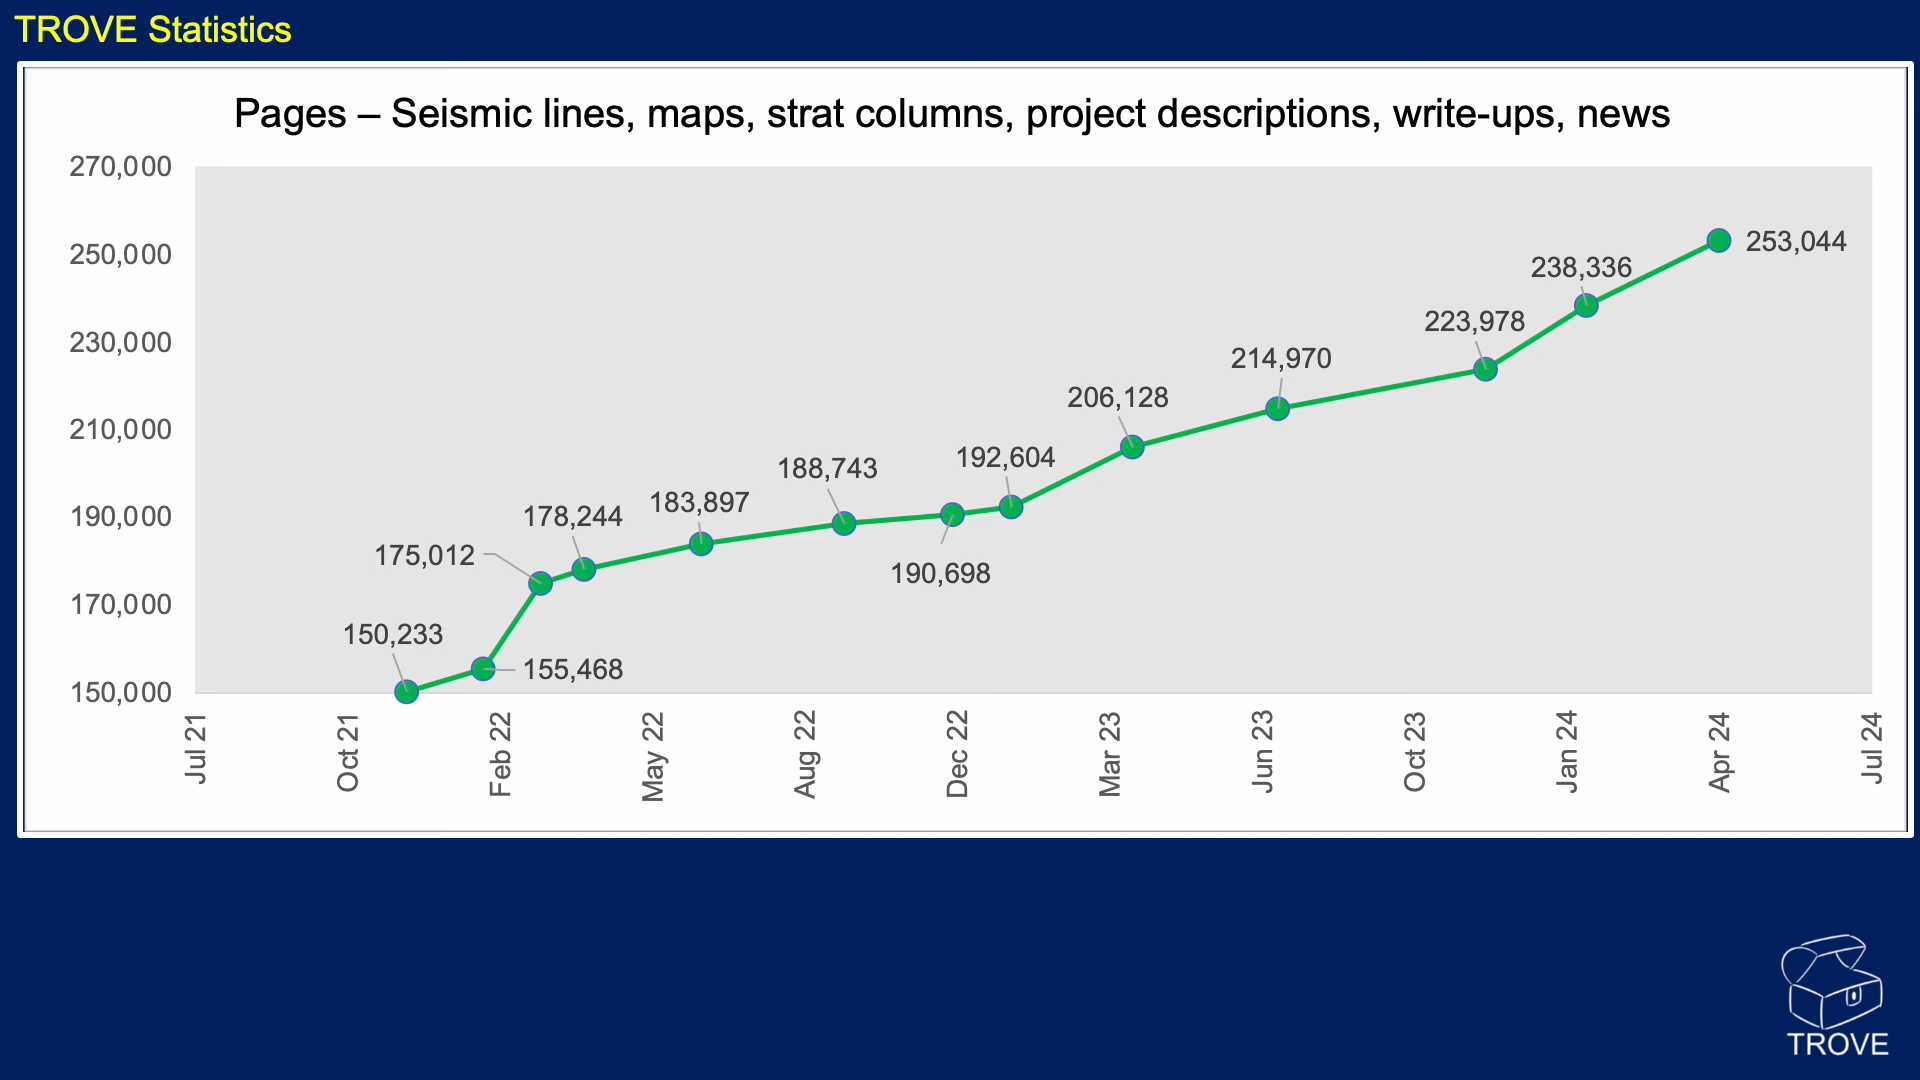 TROVE Statistics
Pages – Seismic lines, maps, strat columns, project descriptions, write-ups, news
270,000
250,000
230,000
210,000
190,000
170,000
150,000
150,233
155,468
175,012
178,244
183,897
188,743
190,698
192,604
206,128
214,970
223,978
238,336
253,044
Jul 21
Oct 21
Feb 22
May 22
Aug 22
Dec 22
Mar 23
Jun 23
Oct 23
Jan 24
Apr 24
Jul 24
TROVE